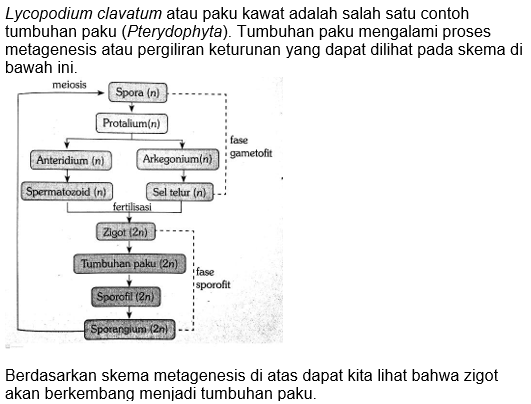 Lycopodium clavatum atau paku kawat adalah salah satu contoh
tumbuhan paku (Pterydophyta). Tumbuhan paku mengalami proses
metagenesis atau pergiliran keturunan yang dapat dilihat pada skema di
bawah ini.
meiosis
Spora (n)
Protalium(n)
fase
gametofit
Anteridium (n)
Arkegonium(n)
Spermatozoid (n)
Sel telur (n)
fertilisasi
Zigot (2n)
Tumbuhan paku (2n)
fase
sporofit
Sporofil (2n)
Sporangium (2n)
Berdasarkan skema metagenesis di atas dapat kita lihat bahwa zigot
akan berkembang menjadi tumbuhan paku.